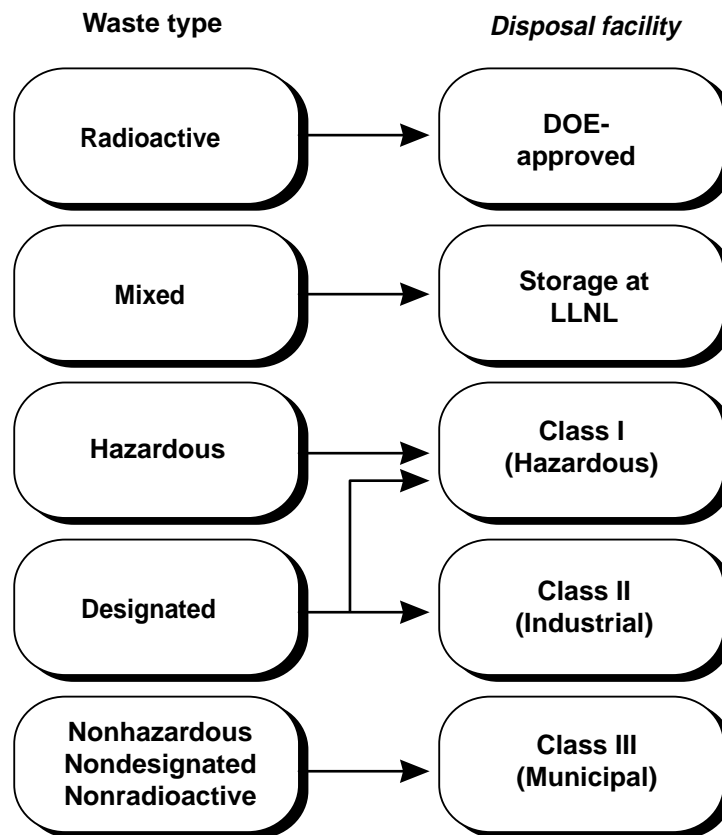 Waste type
Disposal facility
Radioactive
DOE-
approved
Mixed
Storage at
LLNL
Hazardous
Class I
(Hazardous)
Designated
Class II
(Industrial)
Nonhazardous
Nondesignated
Nonradioactive
Class III
(Municipal)